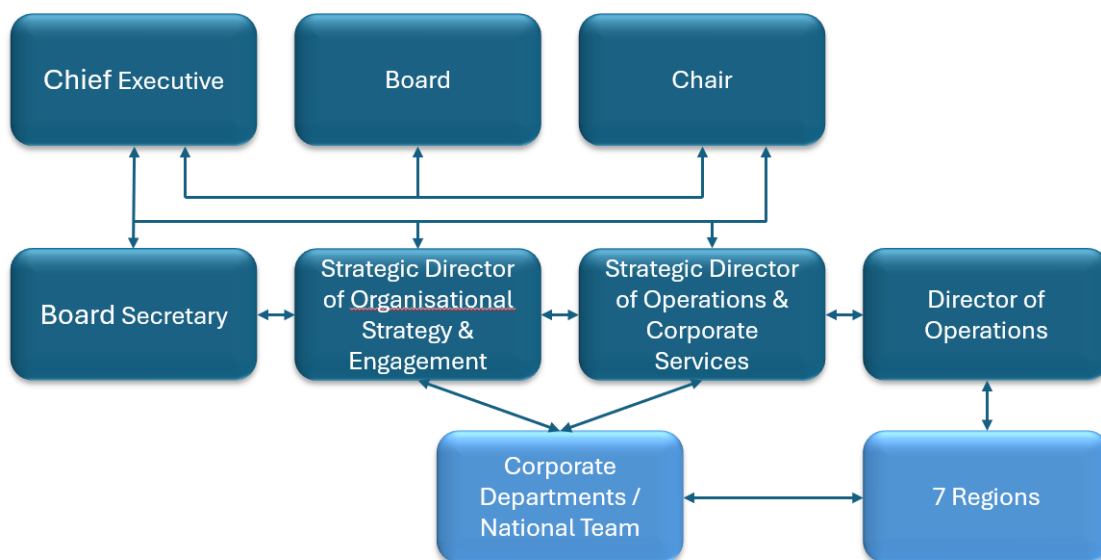 Chief Executive
Board
Chair
Board Secretary
Strategic Director
of Organisational
Strategy &
Engagement
Strategic Director
of Operations &
Corporate
Services
Director of
Operations
Corporate
Departments /
National Team
7 Regions